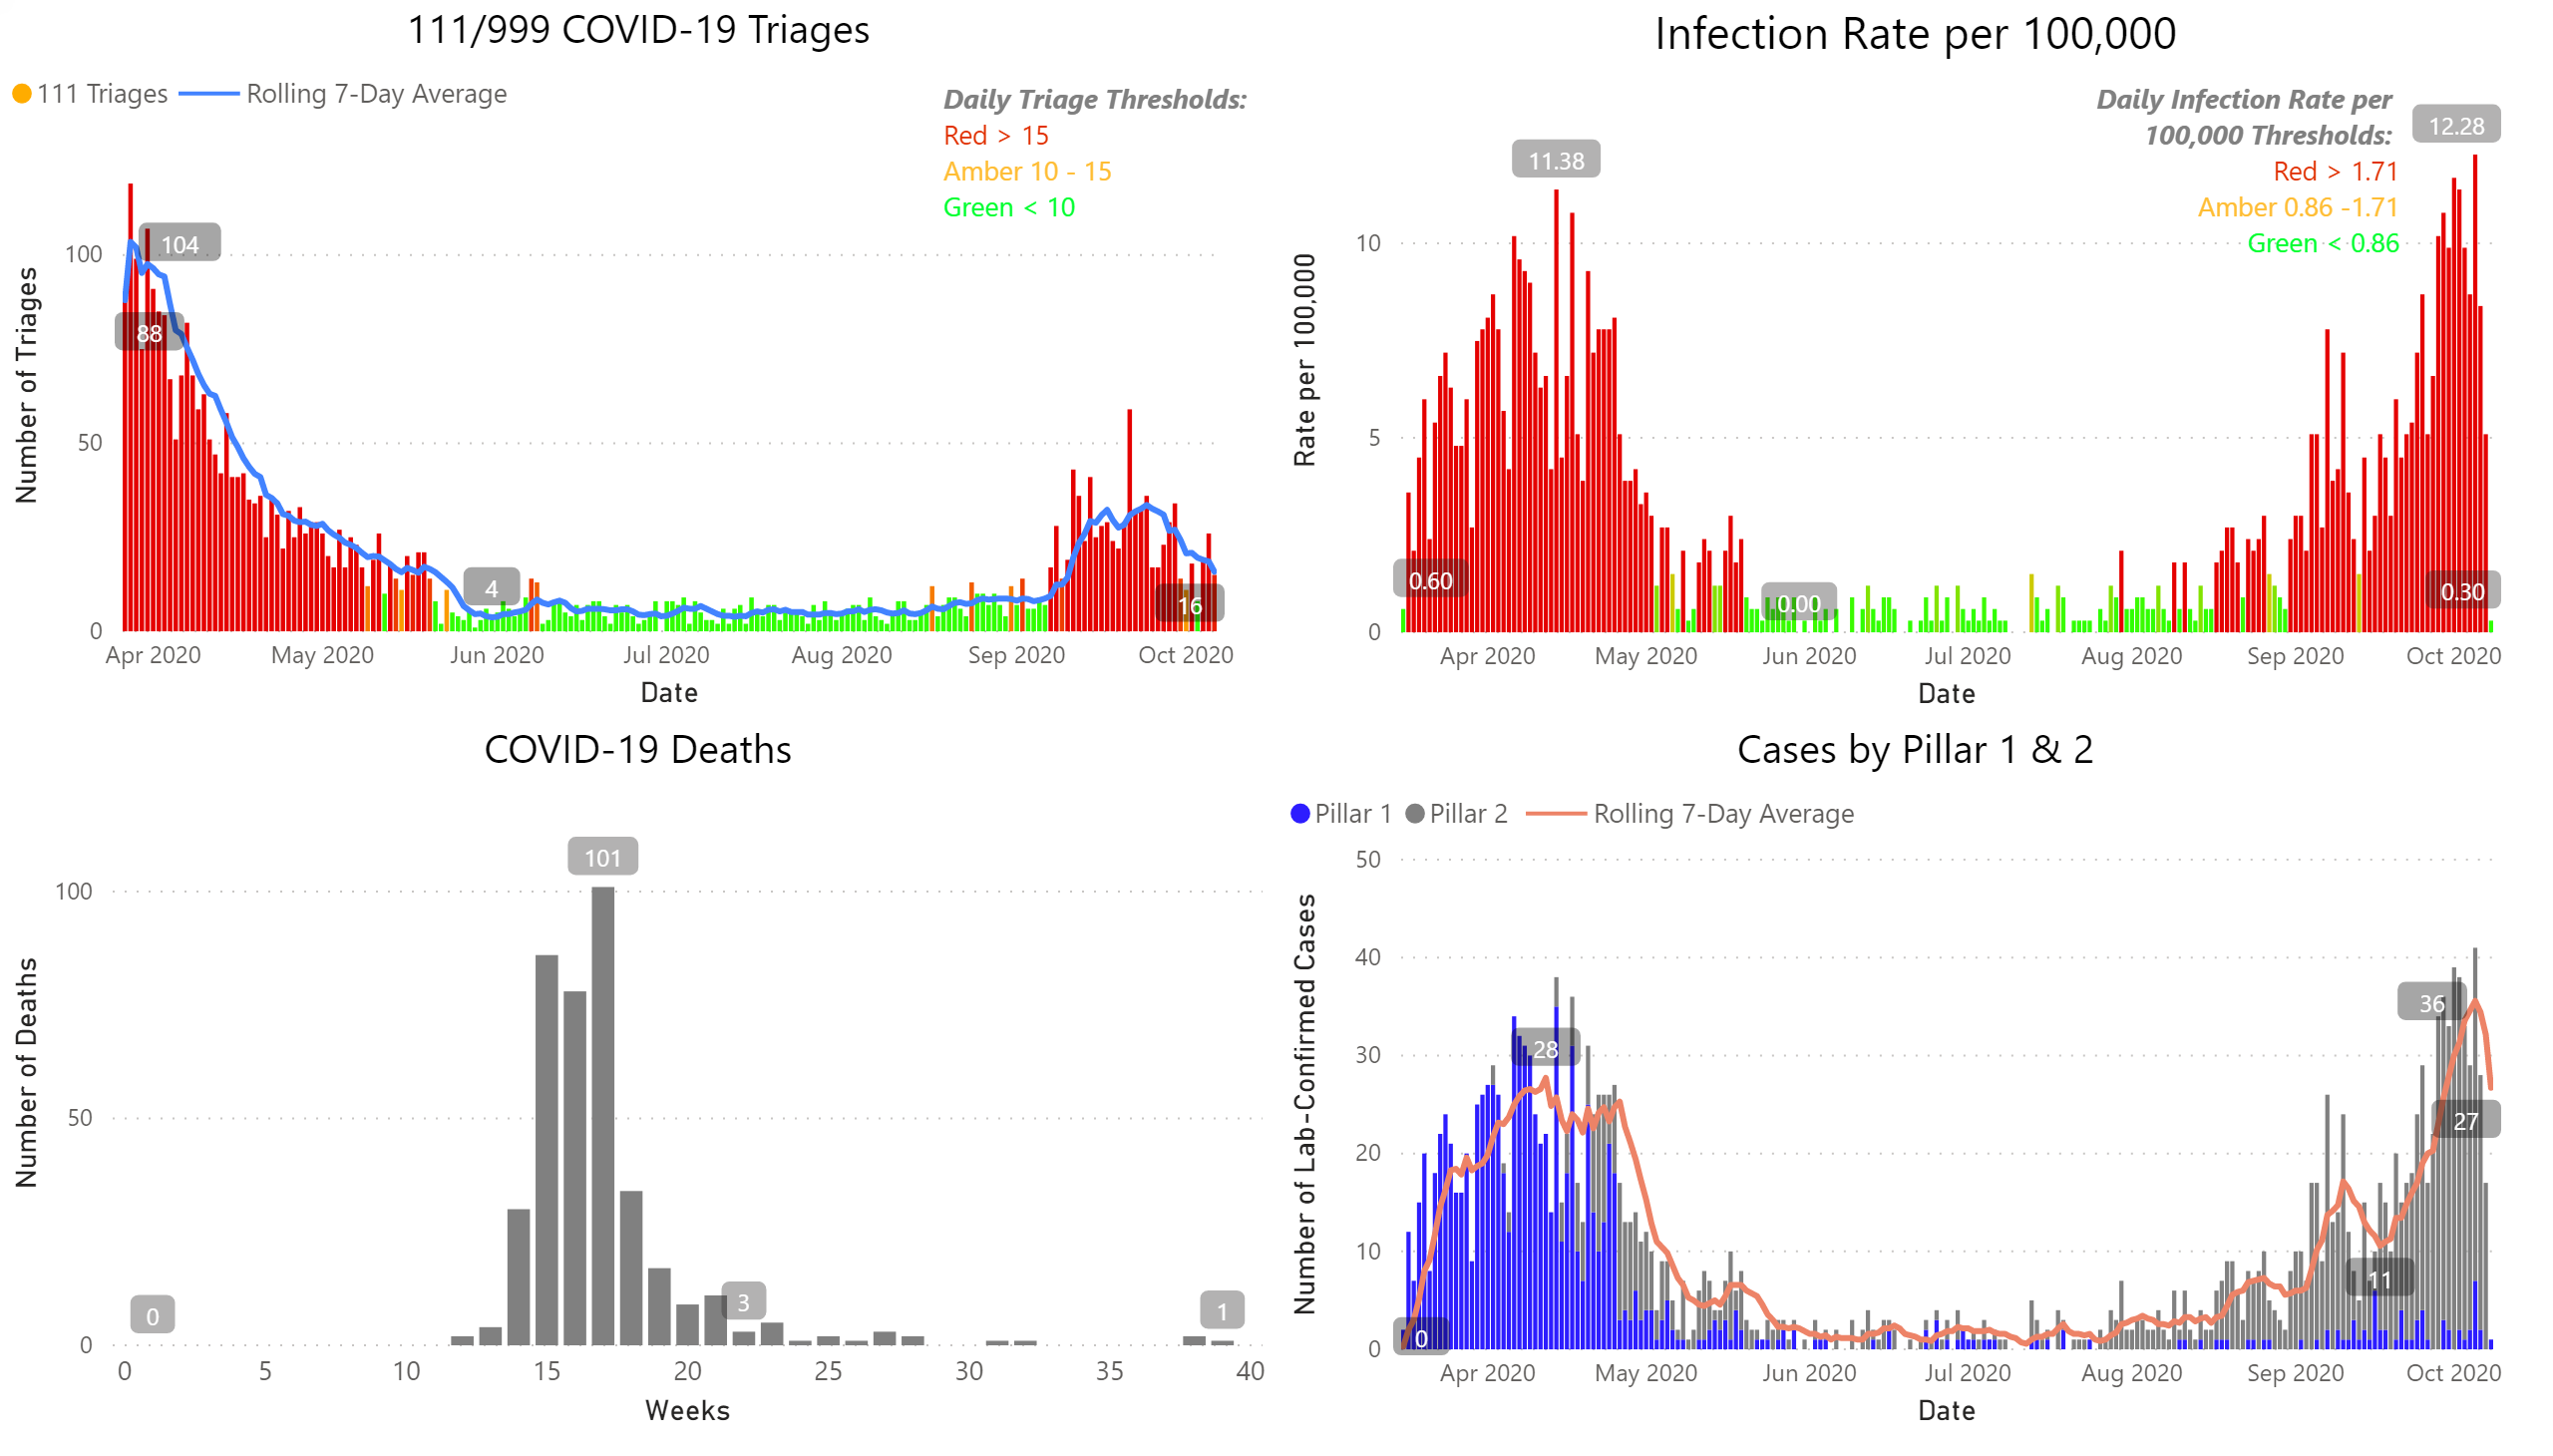 111/999 COVID-19 Triages
111 Triages Rolling 7-Day Average
Daily Triage Thresholds:
Red > 15
Amber 10 - 15
Green < 10
Number of Triages
100
50
0
104
88
4
16
Apr 2020 May 2020 Jun 2020 Jul 2020 Aug 2020 Sep 2020 Oct 2020
Date
Infection Rate per 100,000
Daily Infection Rate per
100,000 Thresholds:
Red > 1.71
Amber 0.86 -1.71
Green < 0.86
Rate per 100,000
10
5
0
11.38
12.28
0.60
0.00
0.30
Apr 2020 May 2020 Jun 2020 Jul 2020 Aug 2020 Sep 2020 Oct 2020
Date
COVID-19 Deaths
Number of Deaths
100
50
0
101
0
3
1
0 5 10 15 20 25 30 35 40
Weeks
Cases by Pillar 1 & 2
Pillar 1 Pillar 2 Rolling 7-Day Average
Number of Lab-Confirmed Cases
50
40
30
20
10
0
28
36
27
11
0
Apr 2020 May 2020 Jun 2020 Jul 2020 Aug 2020 Sep 2020 Oct 2020
Date